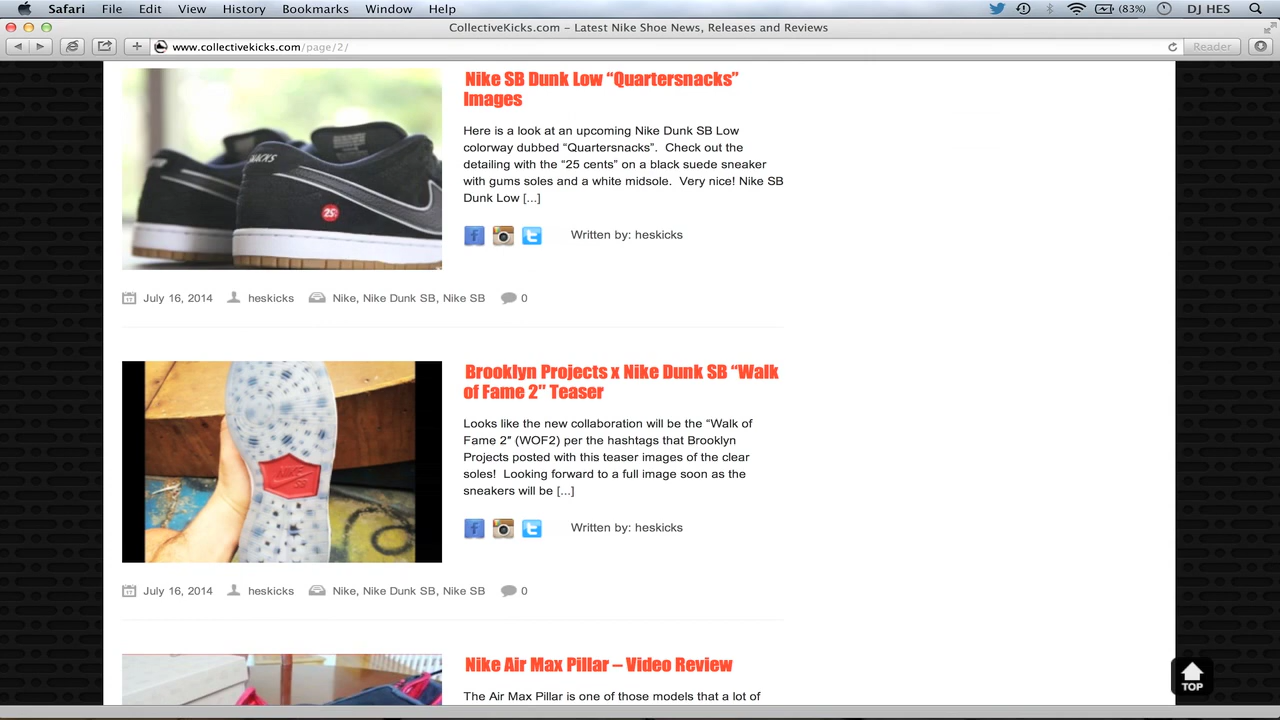 Safari File Edit View History Bookmarks Window Help (83%) DJ HES
CollectiveKicks.com – Latest Nike Shoe News, Releases and Reviews
www.collectivekicks.com/page/2/ Reader
Nike SB Dunk Low “Quartersnacks”
Images
Here is a look at an upcoming Nike Dunk SB Low
colorway dubbed “Quartersnacks”.  Check out the
detailing with the “25 cents” on a black suede sneaker
with gums soles and a white midsole.  Very nice! Nike SB
Dunk Low [...]
SNACKS
25
f t Written by: heskicks
July 16, 2014 heskicks Nike, Nike Dunk SB, Nike SB 0
Brooklyn Projects x Nike Dunk SB “Walk
of Fame 2″ Teaser
Looks like the new collaboration will be the “Walk of
Fame 2″ (WOF2) per the hashtags that Brooklyn
Projects posted with this teaser images of the clear
soles!  Looking forward to a full image soon as the
sneakers will be [...]
NIKE
SB
f t Written by: heskicks
July 16, 2014 heskicks Nike, Nike Dunk SB, Nike SB 0
Nike Air Max Pillar – Video Review
The Air Max Pillar is one of those models that a lot of
TOP